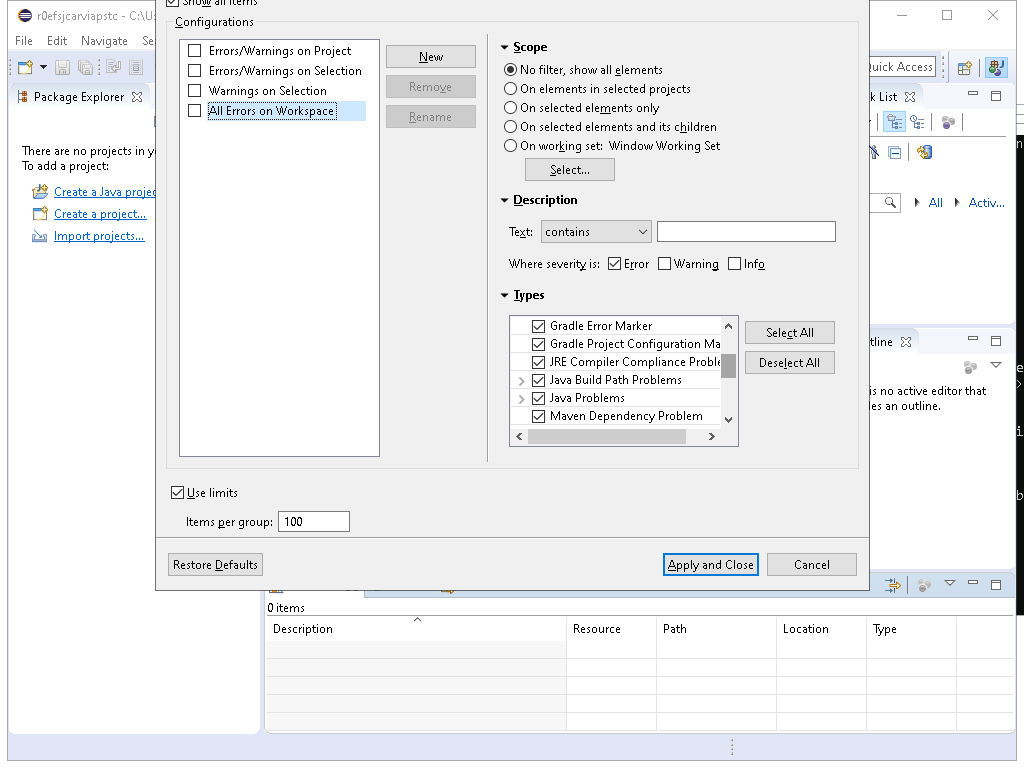 r0efsjcarviapstc - C:\Us
Show all items
File Edit Navigate Se
Configurations
Errors/Warnings on Project
Errors/Warnings on Selection
Warnings on Selection
All Errors on Workspace
New
Remove
Rename
Scope
No filter, show all elements
On elements in selected projects
On selected elements only
On selected elements and its children
On working set: Window Working Set
Select...
Description
Text: contains
Where severity is: Error Warning Info
Types
Gradle Error Marker
Gradle Project Configuration Ma
JRE Compiler Compliance Proble
Java Build Path Problems
Java Problems
Maven Dependency Problem
Select All
Deselect All
Use limits
Items per group: 100
Restore Defaults
Apply and Close
Cancel
Package Explorer
There are no projects in y
To add a project:
Create a Java projec
Create a project...
Import projects...
Quick Access
k List
All Activ...
tline
is no active editor that
les an outline.
0 items
Description Resource Path Location Type